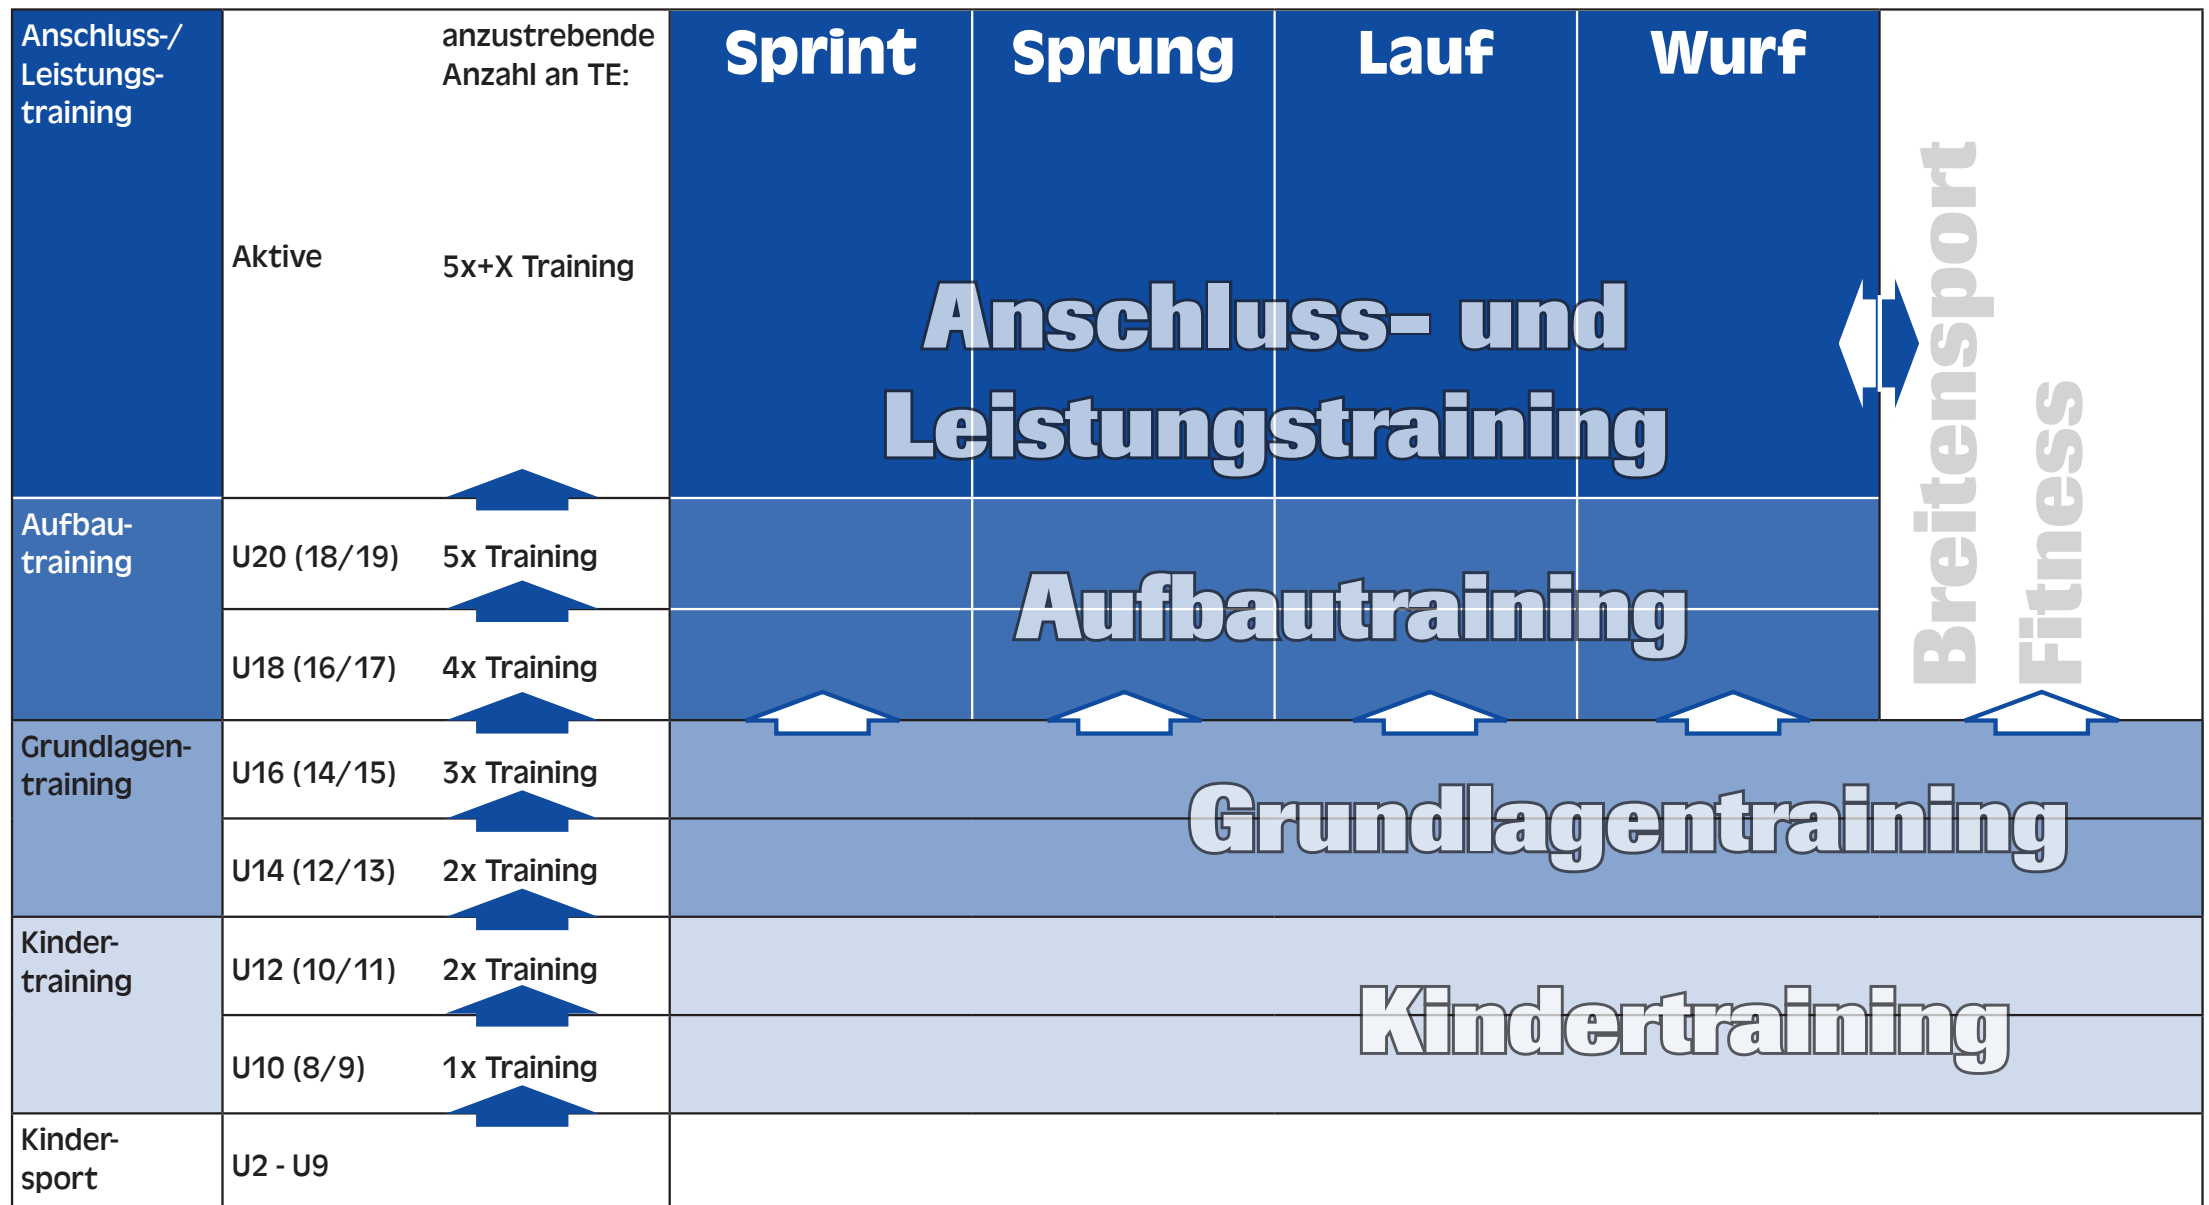 Anschluss-/
Leistungs-
training
anzustrebende
Anzahl an TE:
Sprint
Sprung
Lauf
Wurf
Aktive
5x+X Training
Anschluss- und
Leistungstraining
Breitensport
Fitness
Aufbau-
training
U20 (18/19)
5x Training
U18 (16/17)
4x Training
Aufbautraining
Grundlagen-
training
U16 (14/15)
3x Training
U14 (12/13)
2x Training
Grundlagentraining
Kinder-
training
U12 (10/11)
2x Training
U10 (8/9)
1x Training
Kindertraining
Kinder-
sport
U2 - U9